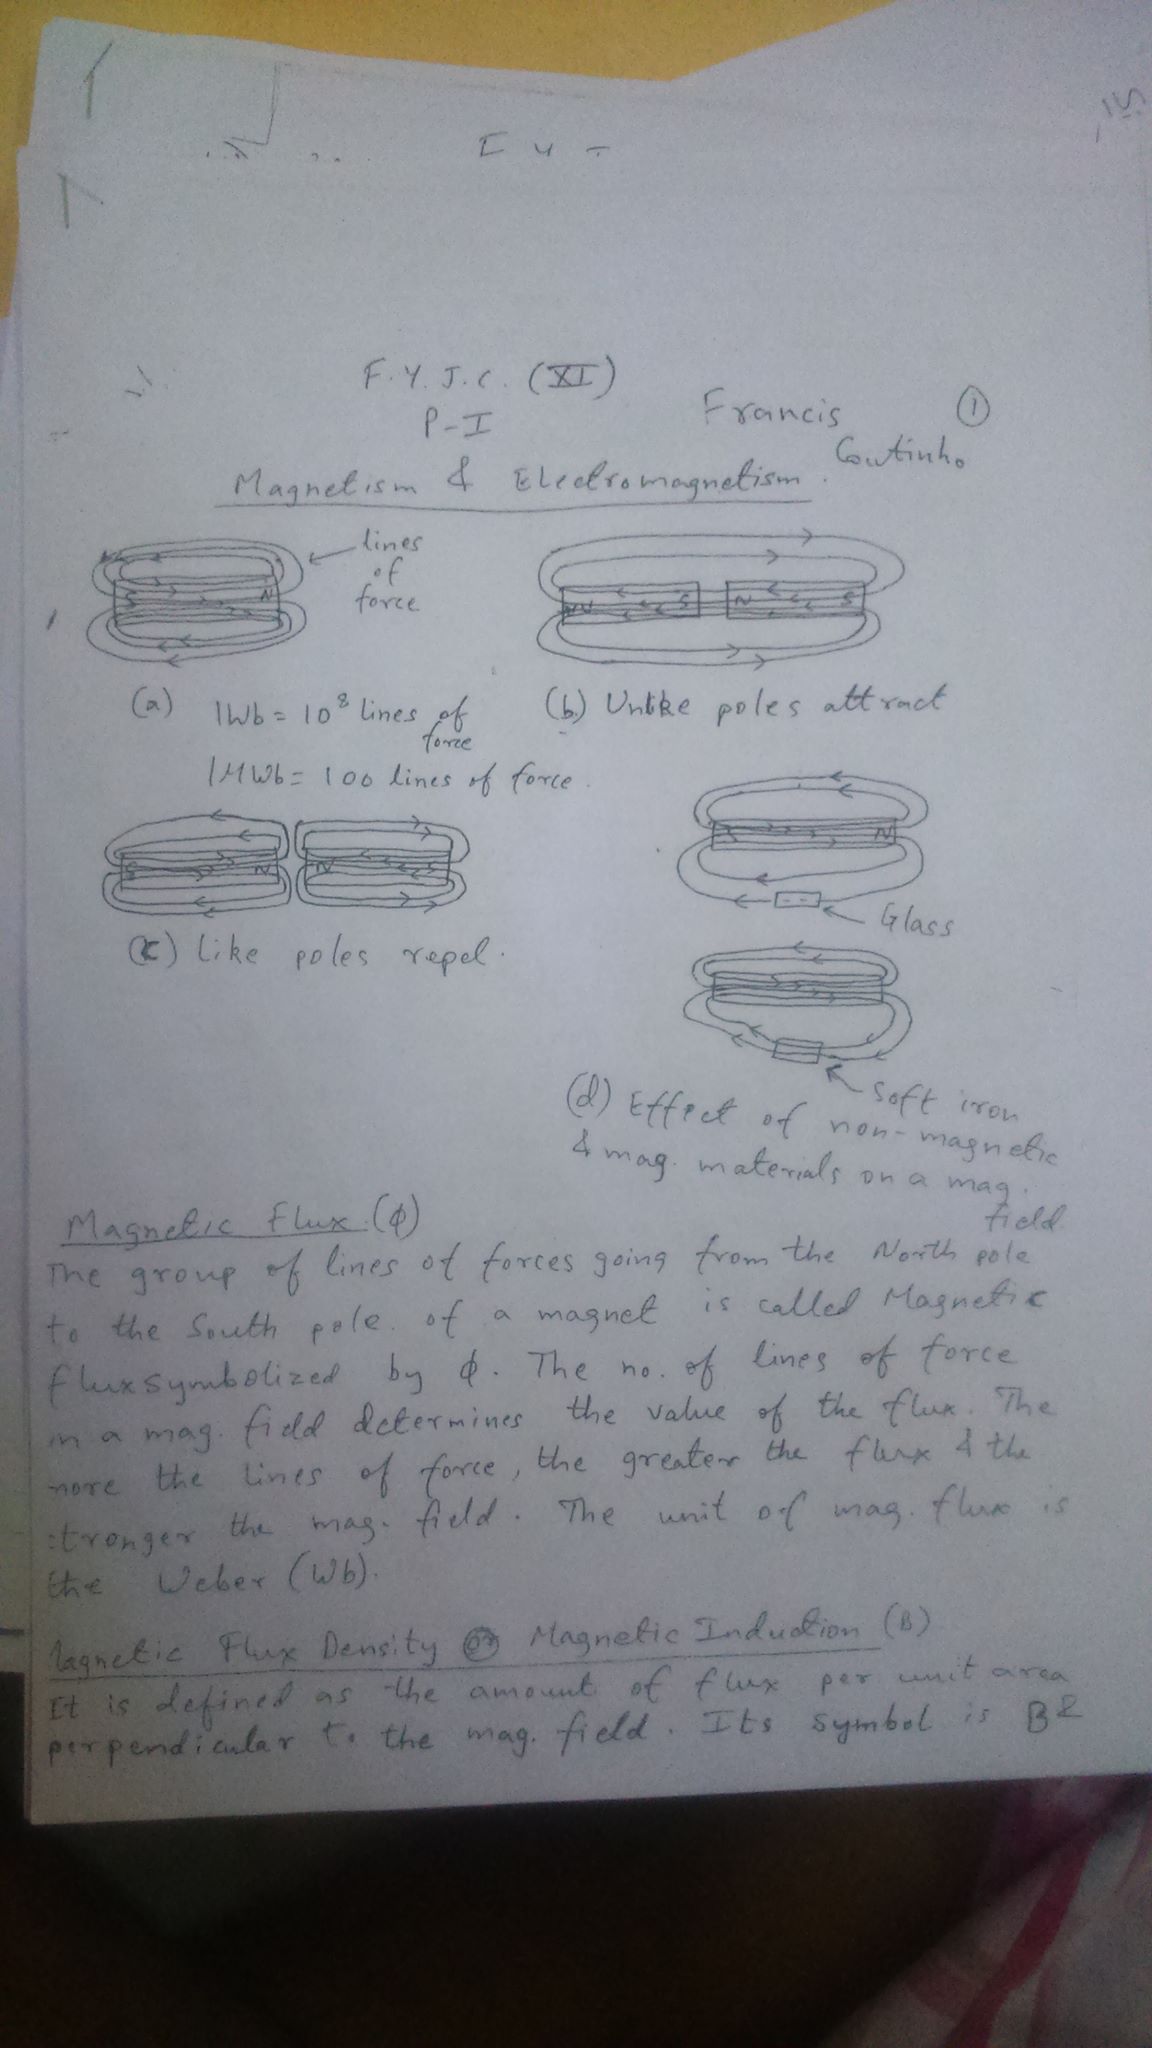 F.Y.J.C. (XI)
P-I
Francis
Coutinho
①
Magnetism & Electromagnetism.
lines
of
force
S N
N S N S
(a)
1Wb = 10⁸ lines of
force
1MWb = 100 lines of force.
(b) Unlike poles attract
S N N S
(c) Like poles repel.
S N
Glass
Soft iron
(d) Effect of non-magnetic
& mag. materials on a mag.
field
Magnetic Flux (φ)
The group of lines of forces going from the North pole
to the South pole of a magnet is called Magnetic
flux symbolized by φ. The no. of lines of force
in a mag. field determines the value of the flux. The
more the lines of force, the greater the flux & the
stronger the mag. field. The unit of mag. flux is
the Weber (Wb).
Magnetic Flux Density or Magnetic Induction (B)
It is defined as the amount of flux per unit area
perpendicular to the mag. field. Its symbol is B &